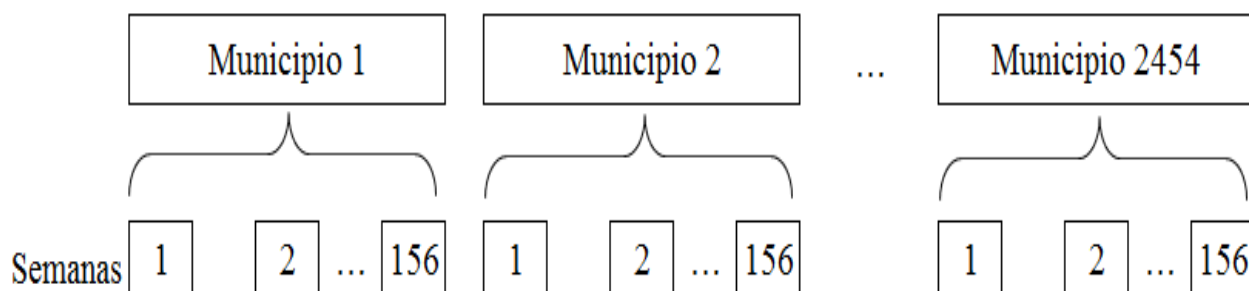 Municipio 1 Municipio 2 ... Municipio 2454
Semanas 1 2 ... 156 1 2 ... 156 1 2 ... 156